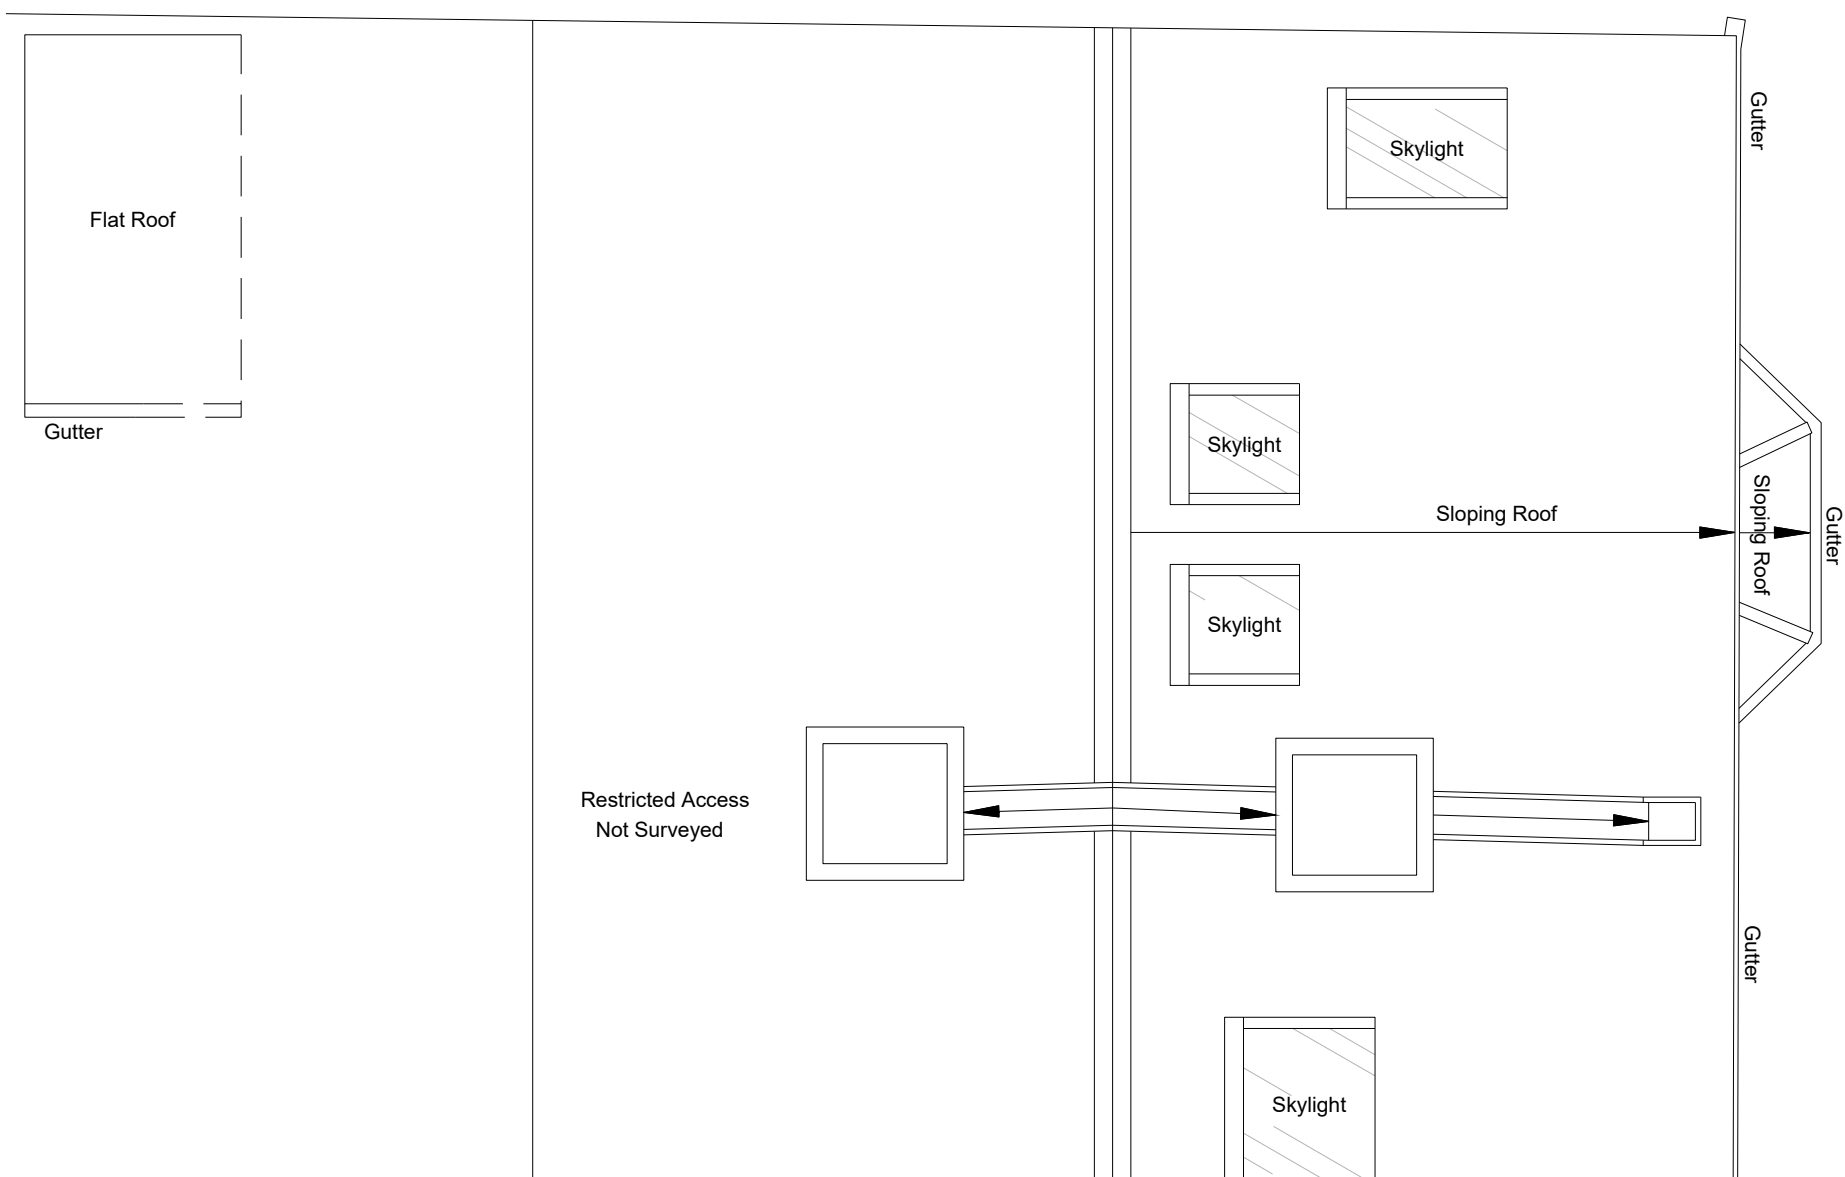 Gutter
Skylight
Flat Roof
Gutter
Skylight
Sloping Roof
Sloping Roof
Gutter
Skylight
Restricted Access
Not Surveyed
Gutter
Skylight